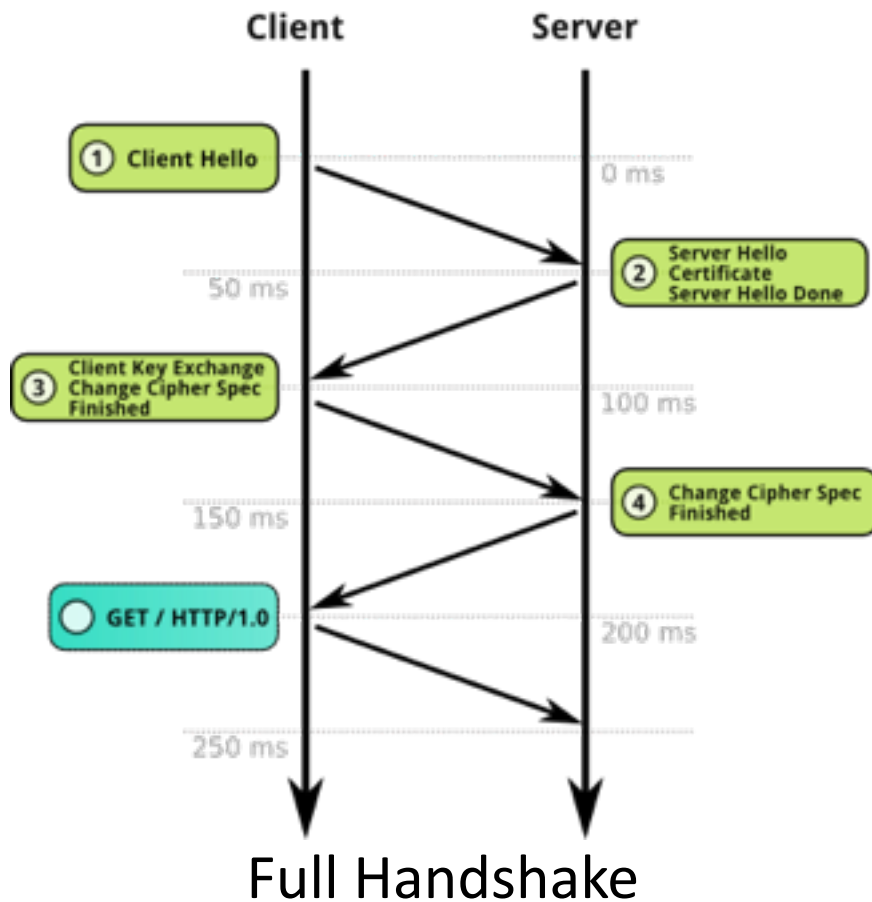 Client
Server
1 Client Hello
0 ms
2
Server Hello
Certificate
Server Hello Done
50 ms
3
Client Key Exchange
Change Cipher Spec
Finished
100 ms
4
Change Cipher Spec
Finished
150 ms
GET / HTTP/1.0
200 ms
250 ms
Full Handshake